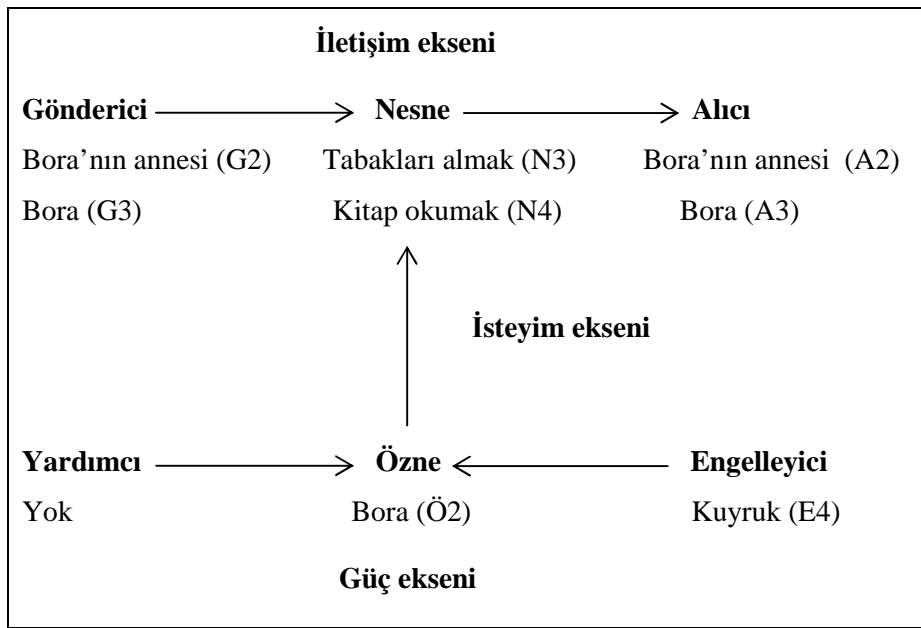 İletişim ekseni
Gönderici Nesne Alıcı
Bora’nın annesi (G2) Tabakları almak (N3) Bora’nın annesi (A2)
Bora (G3) Kitap okumak (N4) Bora (A3)
İsteyim ekseni
Yardımcı Özne Engelleyici
Yok Bora (Ö2) Kuyruk (E4)
Güç ekseni